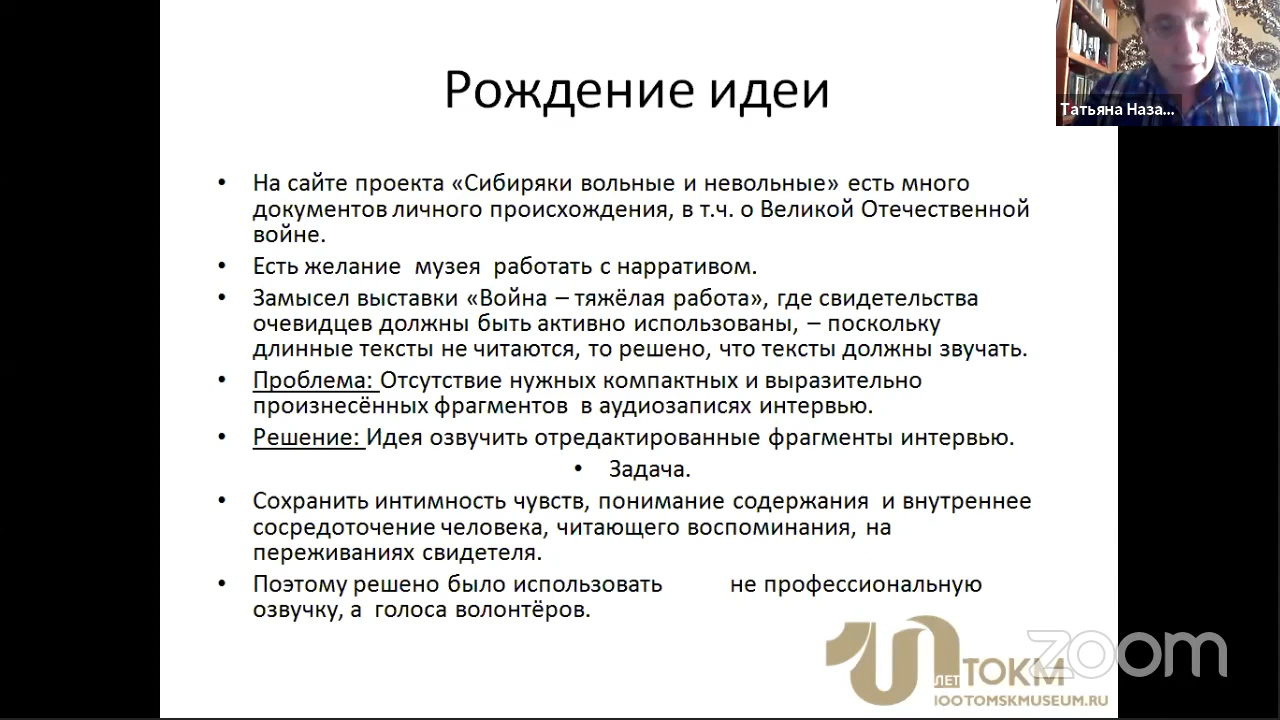 Рождение идеи
Татьяна Наза...
• На сайте проекта «Сибиряки вольные и невольные» есть много
документов личного происхождения, в т.ч. о Великой Отечественной
войне.
• Есть желание музея работать с нарративом.
• Замысел выставки «Война – тяжёлая работа», где свидетельства
очевидцев должны быть активно использованы, – поскольку
длинные тексты не читаются, то решено, что тексты должны звучать.
• Проблема: Отсутствие нужных компактных и выразительно
произнесённых фрагментов в аудиозаписях интервью.
• Решение: Идея озвучить отредактированные фрагменты интервью.
• Задача.
• Сохранить интимность чувств, понимание содержания и внутреннее
сосредоточение человека, читающего воспоминания, на
переживаниях свидетеля.
• Поэтому решено было использовать не профессиональную
озвучку, а голоса волонтёров.
100 ЛЕТ ТОКМ
100TOMSKMUSEUM.RU
zoom